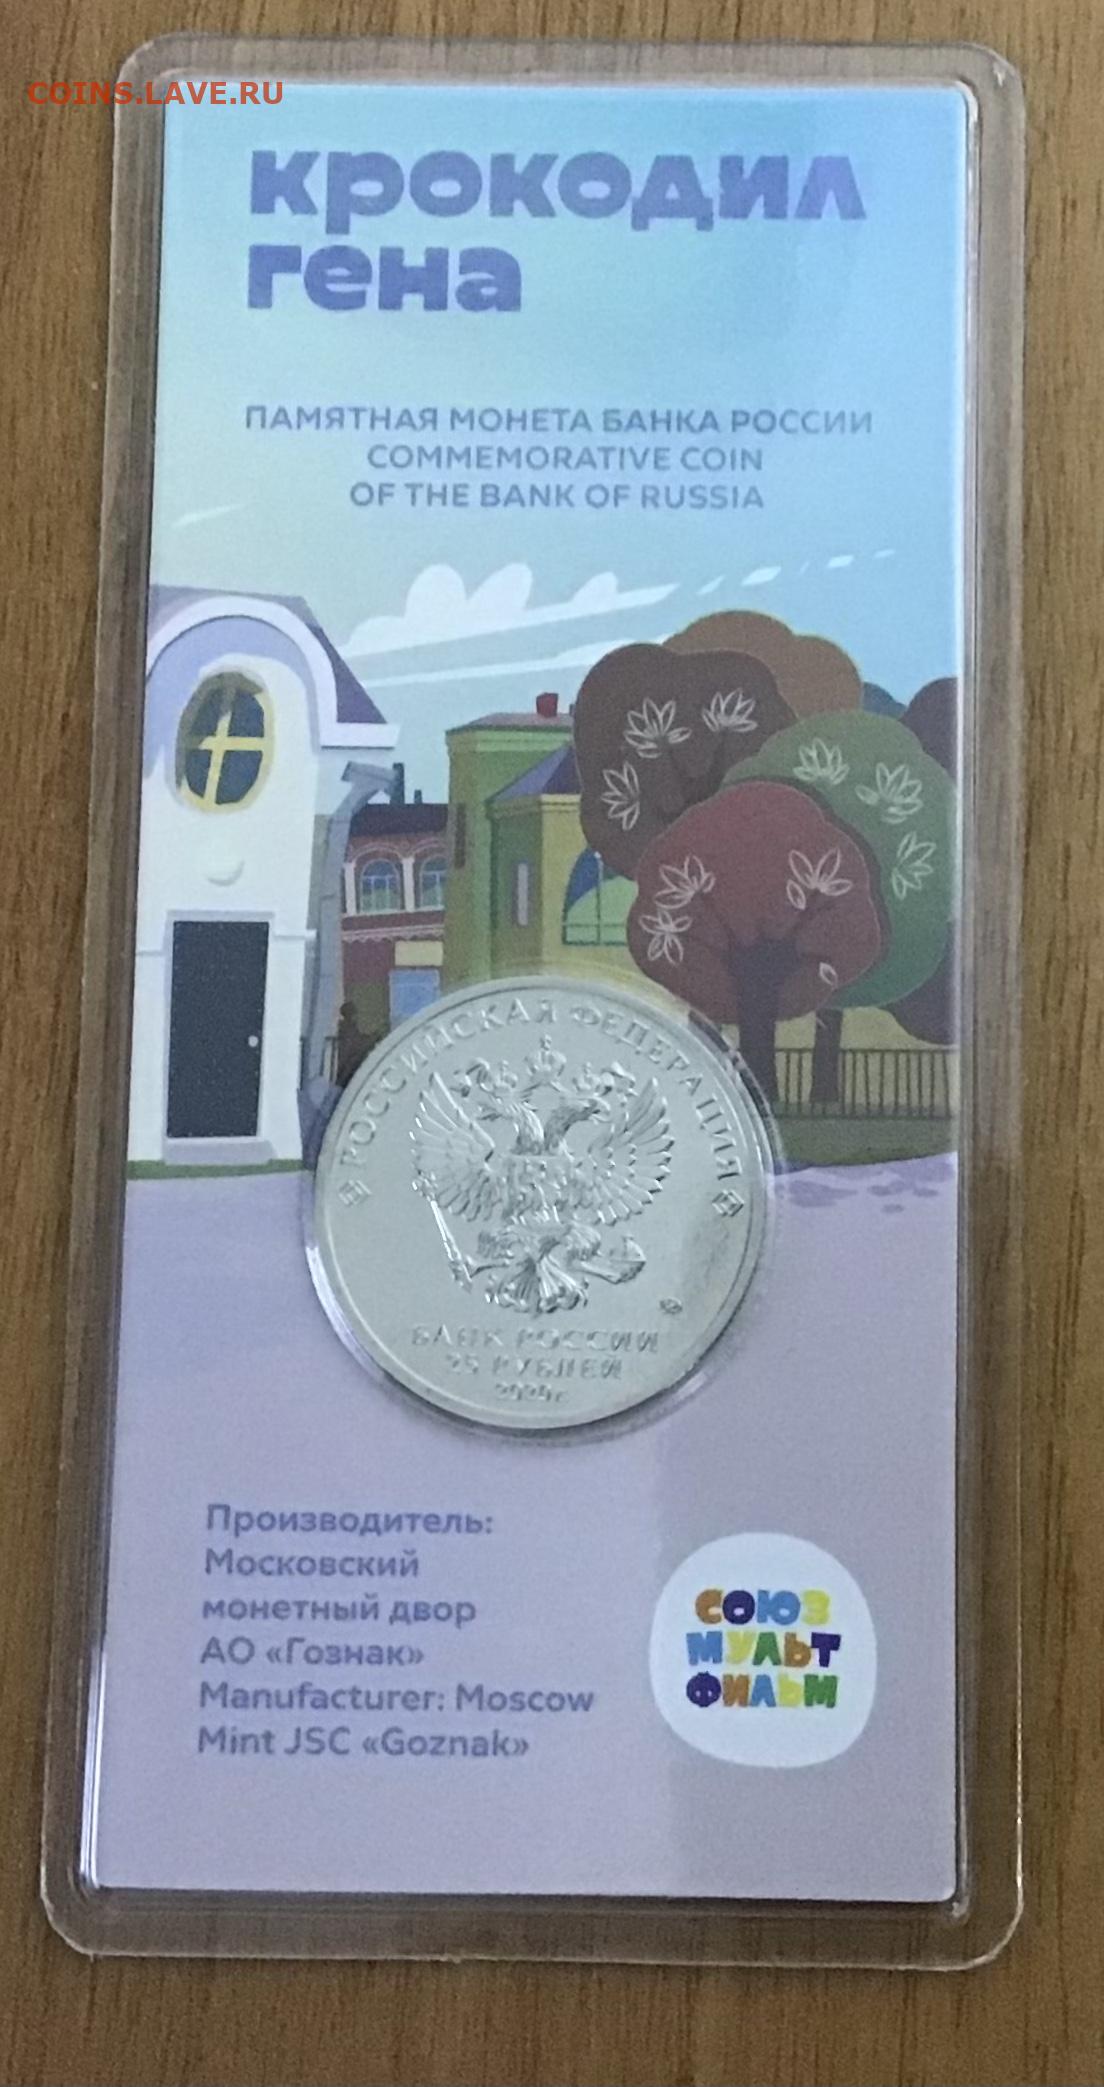 COINS.LAVE.RU
крокодил
гена
ПАМЯТНАЯ МОНЕТА БАНКА РОССИИ
COMMEMORATIVE COIN
OF THE BANK OF RUSSIA
РОССИЙСКАЯ ФЕДЕРАЦИЯ
БАНК РОССИИ
25 РУБЛЕЙ
2024 г.
Производитель:
Московский
монетный двор
АО «Гознак»
Manufacturer: Moscow
Mint JSC «Goznak»
СОЮЗ
МУЛЬТ
ФИЛЬМ